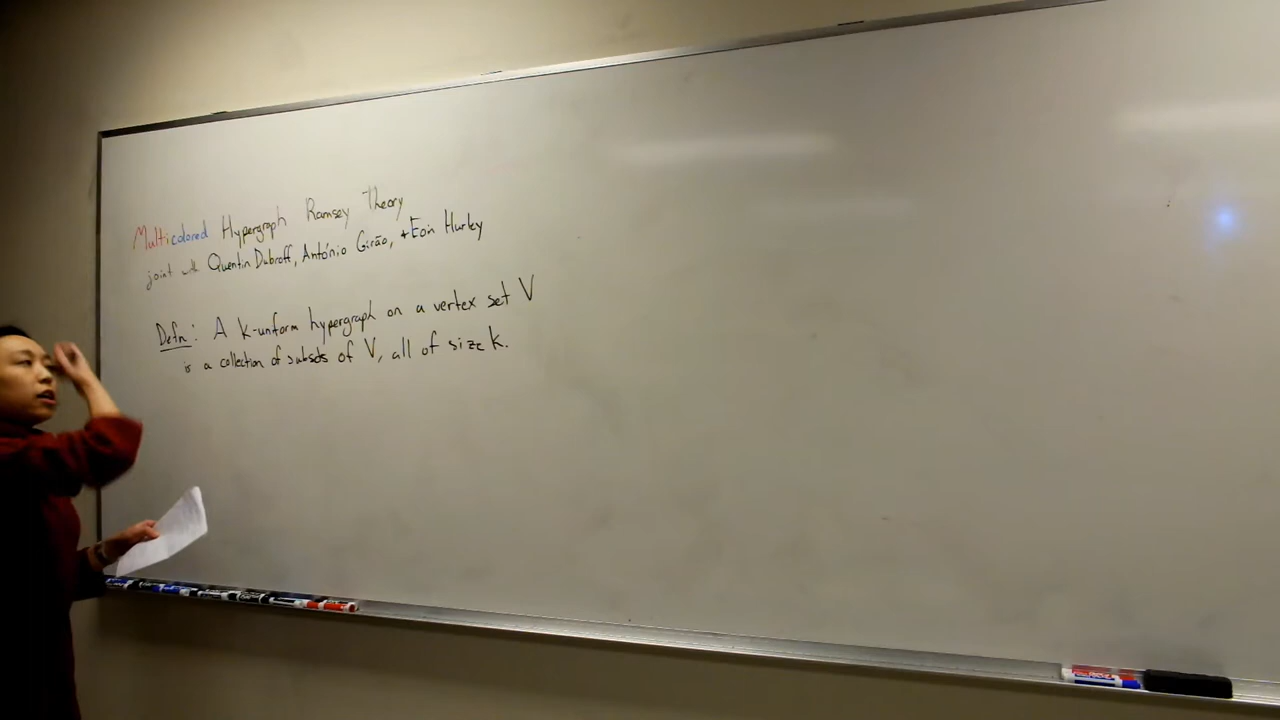 Multicolored Hypergraph Ramsey Theory
joint with Quentin Dubroff, António Girão, + Eoin Hurley
Defn: A k-unform hypergraph on a vertex set V
is a collection of subsets of V, all of size k.